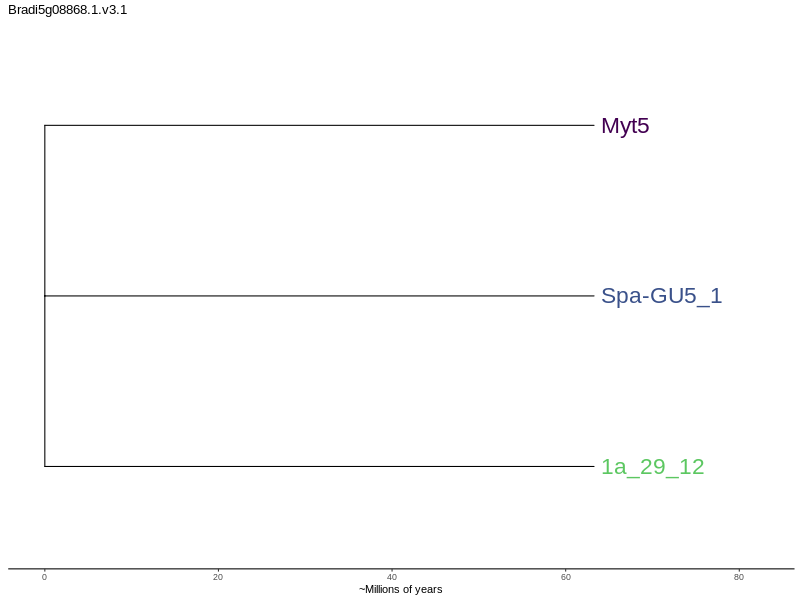 Bradi5g08868.1.v3.1
Myt5
Spa-GU5_1
1a_29_12
0 20 40 60 80
~Millions of years